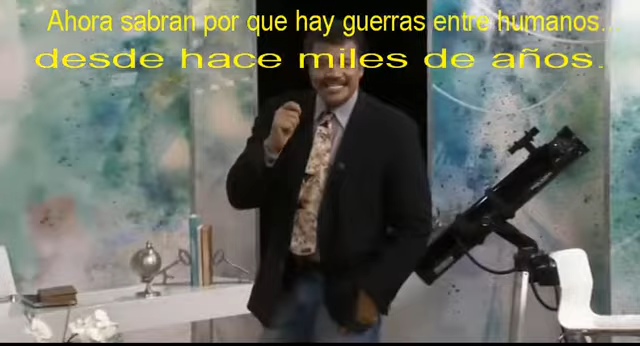 Ahora sabran por que hay guerras entre humanos...
desde hace miles de años.